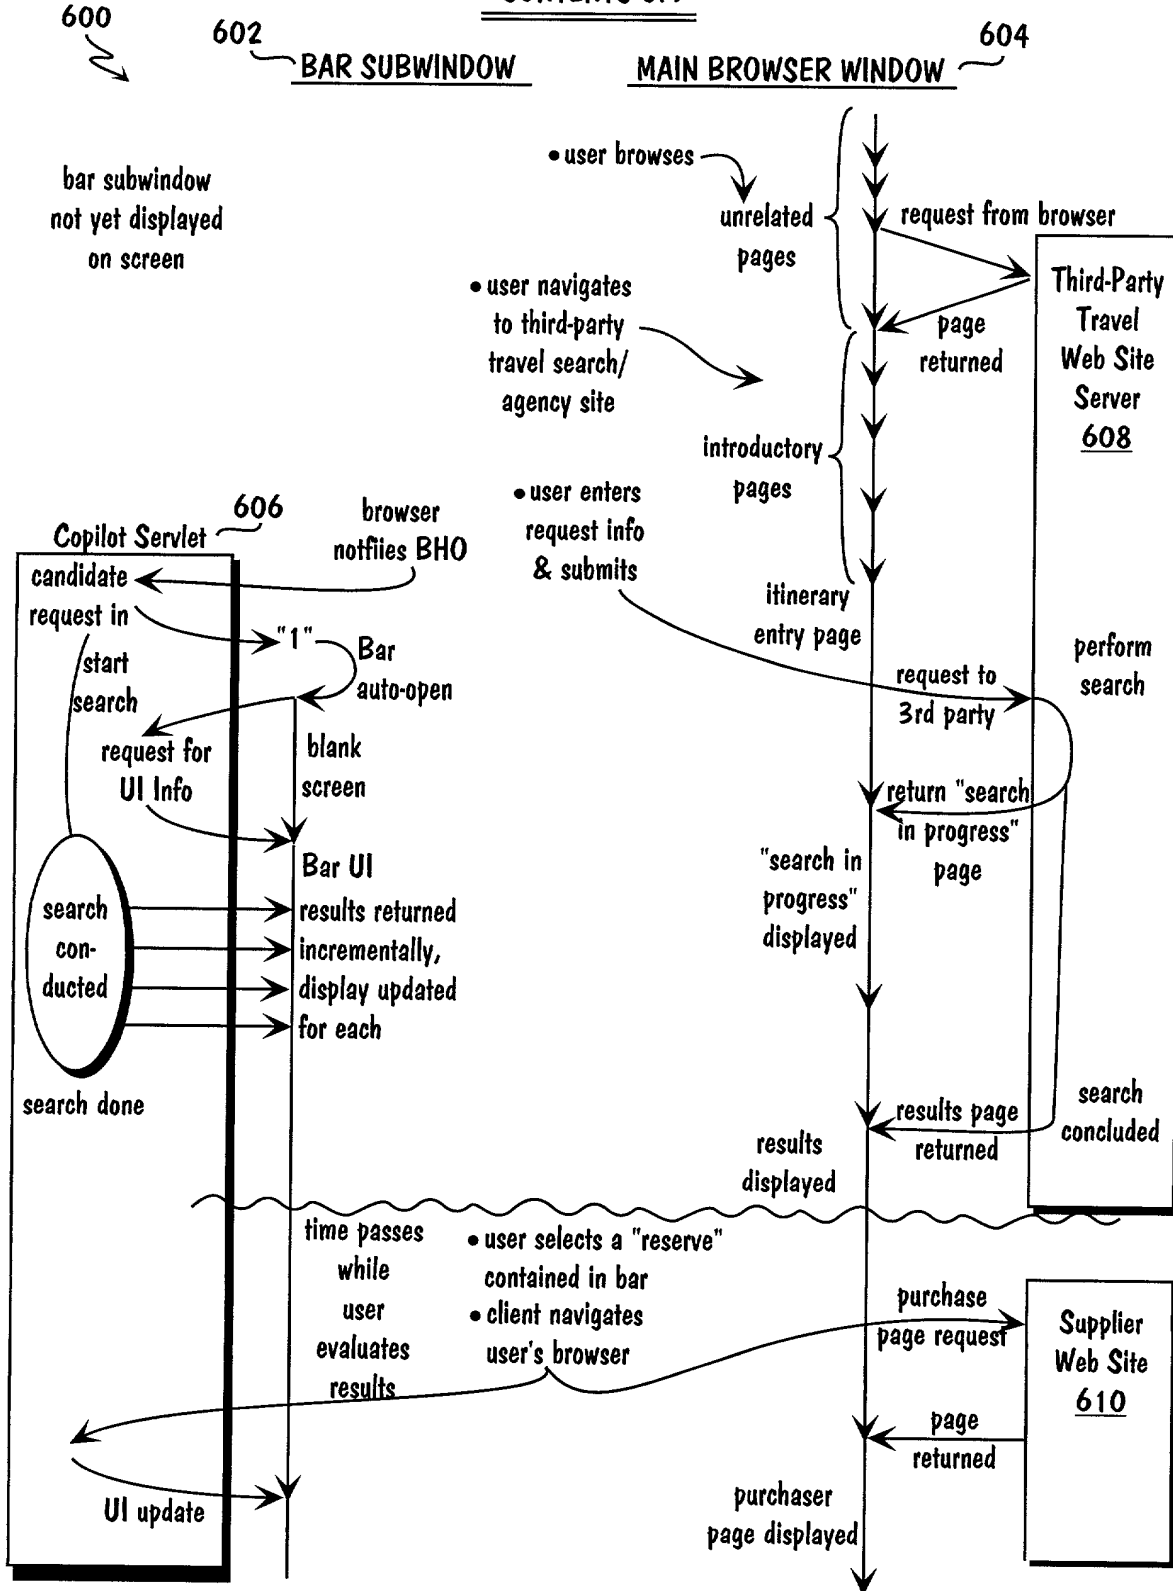 600
602
604
BAR SUBWINDOW
MAIN BROWSER WINDOW
bar subwindow
not yet displayed
on screen
• user browses
unrelated
pages
request from browser
Third-Party
Travel
Web Site
Server
608
page
returned
• user navigates
to third-party
travel search/
agency site
introductory
pages
• user enters
request info
& submits
606
Copilot Servlet
browser
notfiies BHO
candidate
request in
"1"
Bar
auto-open
start
search
itinerary
entry page
request to
3rd party
perform
search
request for
UI Info
blank
screen
return "search
in progress"
page
Bar UI
"search in
progress"
displayed
search
con-
ducted
results returned
incrementally,
display updated
for each
search done
results page
returned
search
concluded
results
displayed
time passes
while
user
evaluates
results
• user selects a "reserve"
contained in bar
• client navigates
user's browser
purchase
page request
Supplier
Web Site
610
page
returned
UI update
purchaser
page displayed